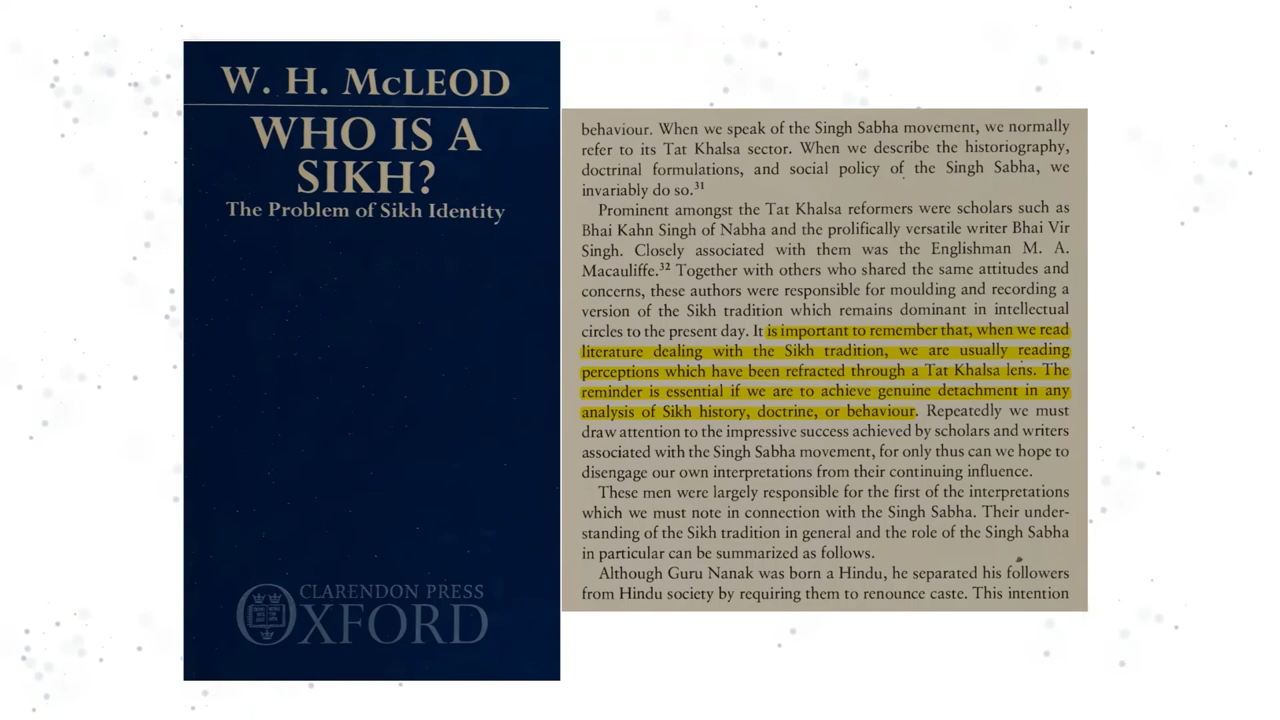 W. H. McLEOD
WHO IS A
SIKH?
The Problem of Sikh Identity
CLARENDON PRESS
OXFORD
behaviour. When we speak of the Singh Sabha movement, we normally
refer to its Tat Khalsa sector. When we describe the historiography,
doctrinal formulations, and social policy of the Singh Sabha, we
invariably do so.³¹
Prominent amongst the Tat Khalsa reformers were scholars such as
Bhai Kahn Singh of Nabha and the prolifically versatile writer Bhai Vir
Singh. Closely associated with them was the Englishman M. A.
Macauliffe.³² Together with others who shared the same attitudes and
concerns, these authors were responsible for moulding and recording a
version of the Sikh tradition which remains dominant in intellectual
circles to the present day. It is important to remember that, when we read
literature dealing with the Sikh tradition, we are usually reading
perceptions which have been refracted through a Tat Khalsa lens. The
reminder is essential if we are to achieve genuine detachment in any
analysis of Sikh history, doctrine, or behaviour. Repeatedly we must
draw attention to the impressive success achieved by scholars and writers
associated with the Singh Sabha movement, for only thus can we hope to
disengage our own interpretations from their continuing influence.
These men were largely responsible for the first of the interpretations
which we must note in connection with the Singh Sabha. Their under-
standing of the Sikh tradition in general and the role of the Singh Sabha
in particular can be summarized as follows.
Although Guru Nanak was born a Hindu, he separated his followers
from Hindu society by requiring them to renounce caste. This intention